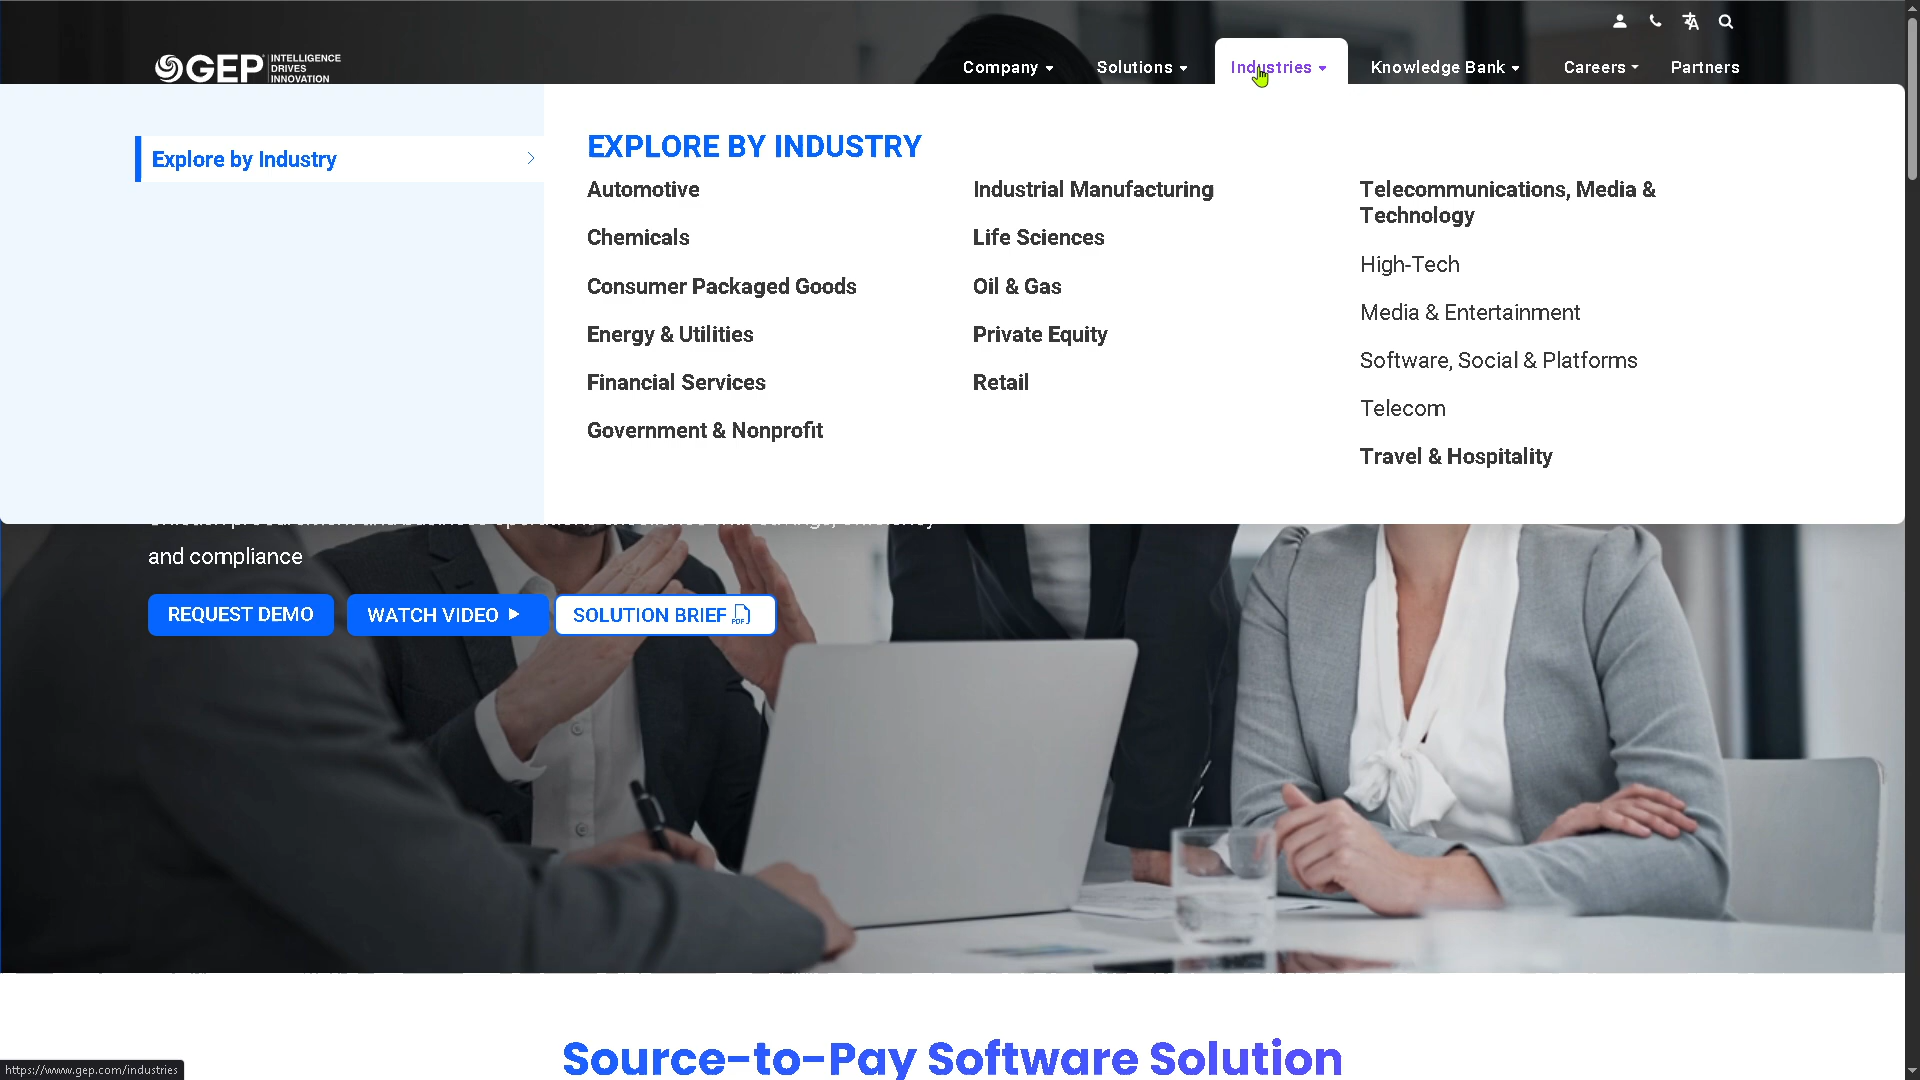 GEP INTELLIGENCE
DRIVES
INNOVATION
Company
Solutions
Industries
Knowledge Bank
Careers
Partners
Explore by Industry
EXPLORE BY INDUSTRY
Automotive
Chemicals
Consumer Packaged Goods
Energy & Utilities
Financial Services
Government & Nonprofit
Industrial Manufacturing
Life Sciences
Oil & Gas
Private Equity
Retail
Telecommunications, Media &
Technology
High-Tech
Media & Entertainment
Software, Social & Platforms
Telecom
Travel & Hospitality
and compliance
REQUEST DEMO
WATCH VIDEO
SOLUTION BRIEF PDF
Source-to-Pay Software Solution
https://www.gep.com/industries